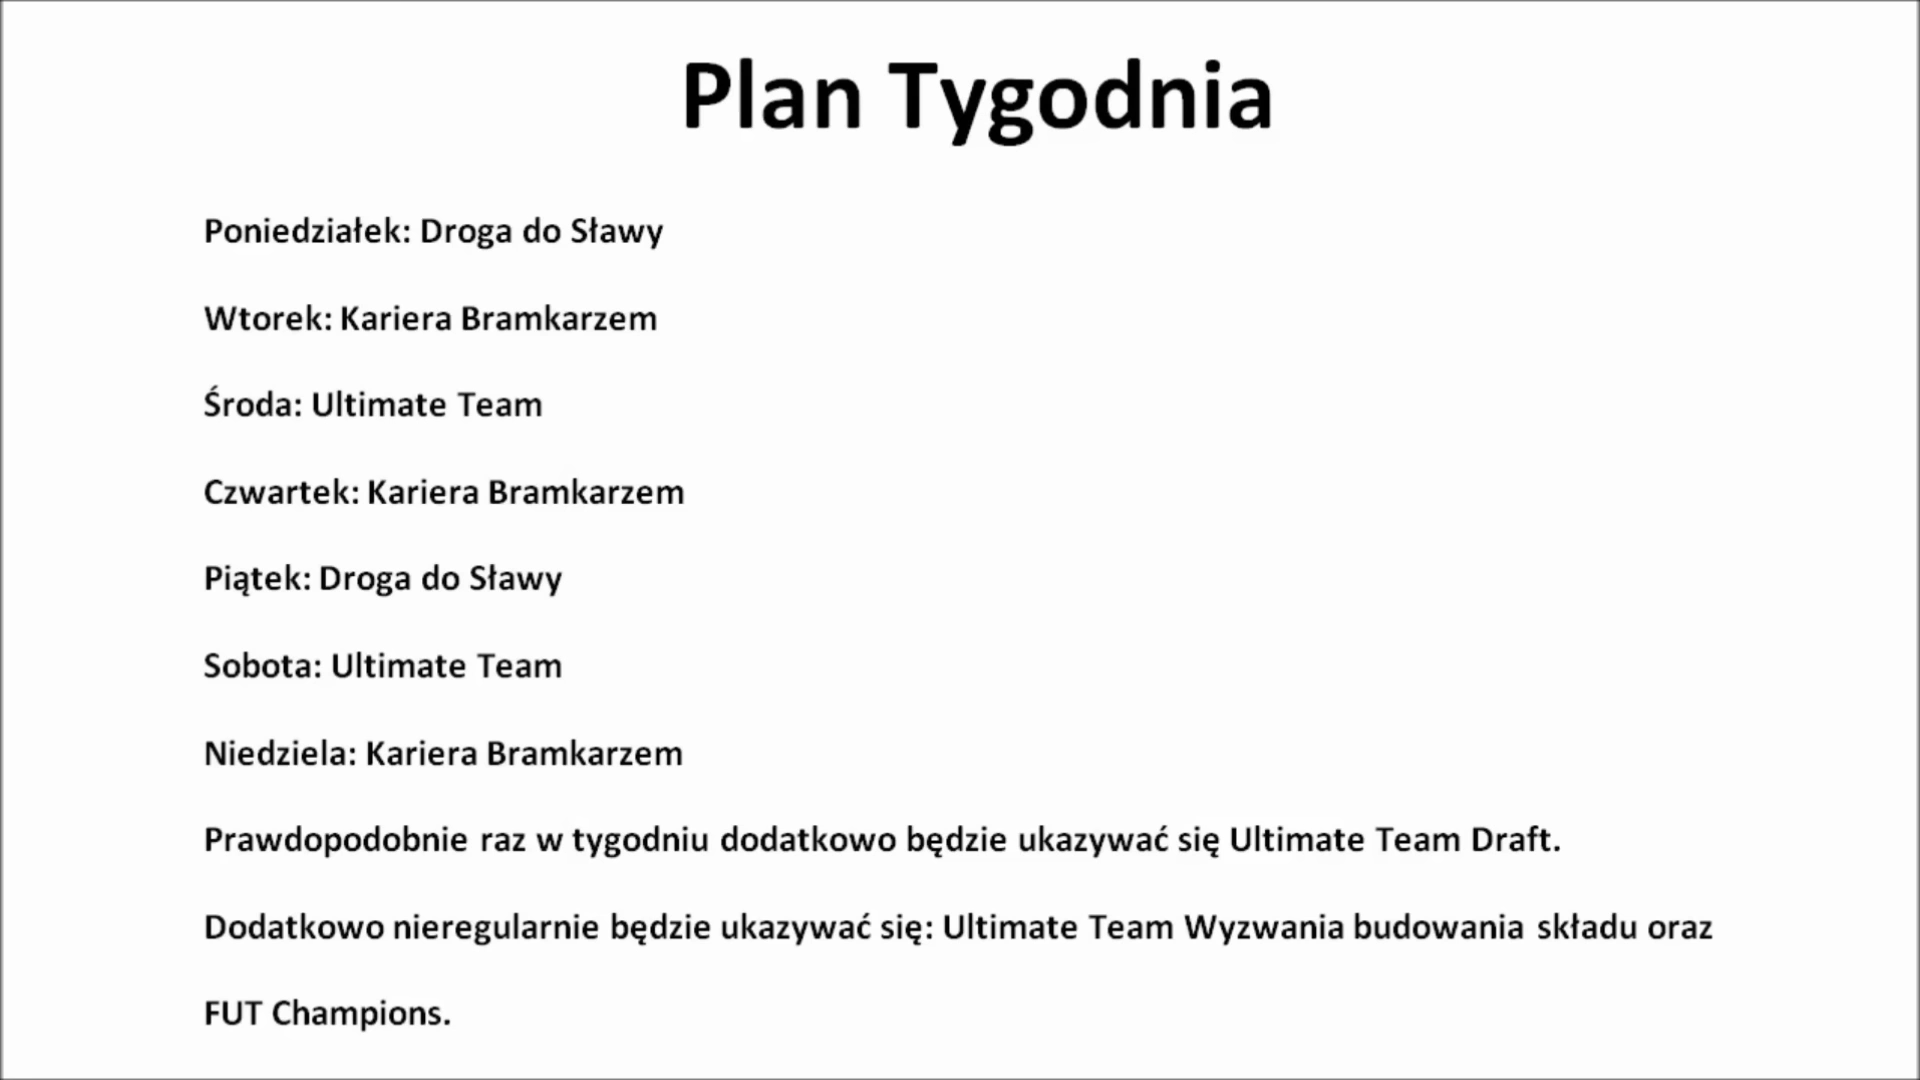 Plan Tygodnia
Poniedziałek: Droga do Sławy
Wtorek: Kariera Bramkarzem
Środa: Ultimate Team
Czwartek: Kariera Bramkarzem
Piątek: Droga do Sławy
Sobota: Ultimate Team
Niedziela: Kariera Bramkarzem
Prawdopodobnie raz w tygodniu dodatkowo będzie ukazywać się Ultimate Team Draft.
Dodatkowo nieregularnie będzie ukazywać się: Ultimate Team Wyzwania budowania składu oraz
FUT Champions.